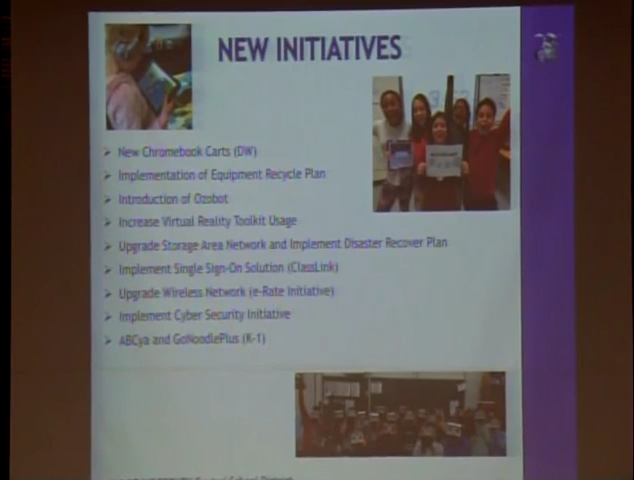 NEW INITIATIVES
New Chromebook Carts (DW)
Implementation of Equipment Recycle Plan
Introduction of Ozobot
Increase Virtual Reality Toolkit Usage
Upgrade Storage Area Network and Implement Disaster Recover Plan
Implement Single Sign-On Solution (ClassLink)
Upgrade Wireless Network (e-Rate Initiative)
Implement Cyber Security Initiative
ABCya and GoNoodlePlus (K-1)